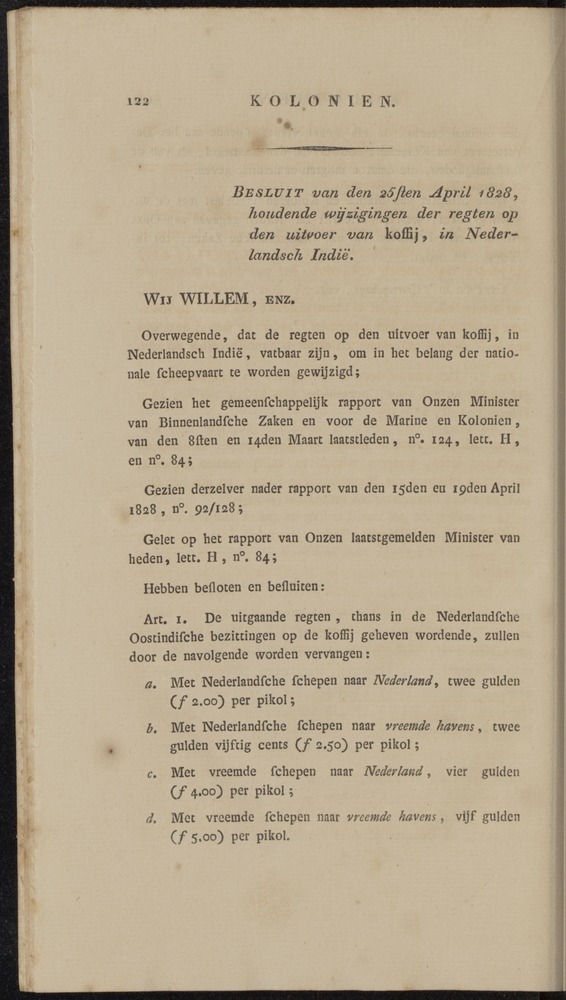 122 KOLONIEN.
BESLUIT van den 25ſten April 1828,
houdende wijzigingen der regten op
den uitvoer van koffij, in Neder-
landsch Indië.
WIJ WILLEM, ENZ.
Overwegende, dat de regten op den uitvoer van koffij, in
Nederlandsch Indië, vatbaar zijn, om in het belang der natio-
nale ſcheepvaart te worden gewijzigd;
Gezien het gemeenſchappelijk rapport van Onzen Minister
van Binnenlandſche Zaken en voor de Marine en Kolonien,
van den 8ſten en 14den Maart laatstleden, n°. 124, lett. H,
en n°. 84;
Gezien derzelver nader rapport van den 15den eu 19den April
1828, n°. 92/128;
Gelet op het rapport van Onzen laatstgemelden Minister van
heden, lett. H, n°. 84;
Hebben beſloten en beſluiten:
Art. 1. De uitgaande regten, thans in de Nederlandſche
Oostindiſche bezittingen op de koffij geheven wordende, zullen
door de navolgende worden vervangen:
a. Met Nederlandſche ſchepen naar Nederland, twee gulden
(ƒ 2.00) per pikol;
b. Met Nederlandſche ſchepen naar vreemde havens, twee
gulden vijftig cents (ƒ 2.50) per pikol;
c. Met vreemde ſchepen naar Nederland, vier gulden
(ƒ 4.00) per pikol;
d. Met vreemde ſchepen naar vreemde havens, vijf gulden
(ƒ 5.00) per pikol.